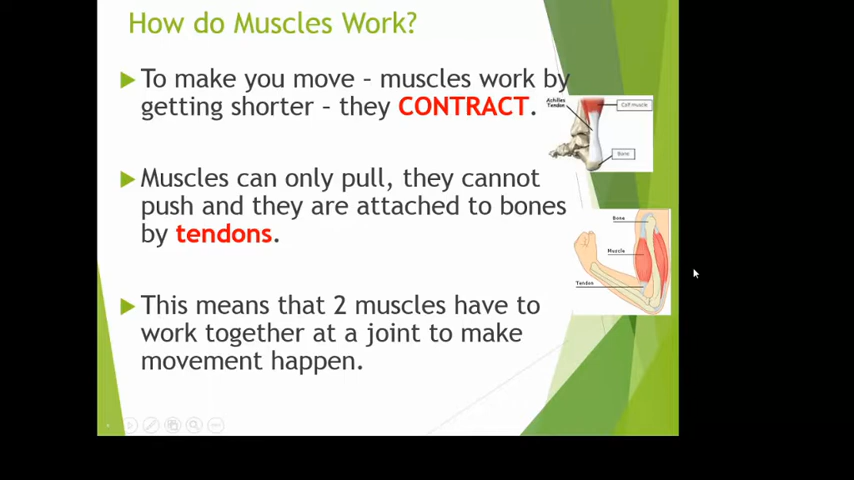 How do Muscles Work?
To make you move – muscles work by
getting shorter – they CONTRACT.
Achilles
Tendon
Calf muscle
Bone
Muscles can only pull, they cannot
push and they are attached to bones
by tendons.
Bone
Muscle
Tendon
This means that 2 muscles have to
work together at a joint to make
movement happen.